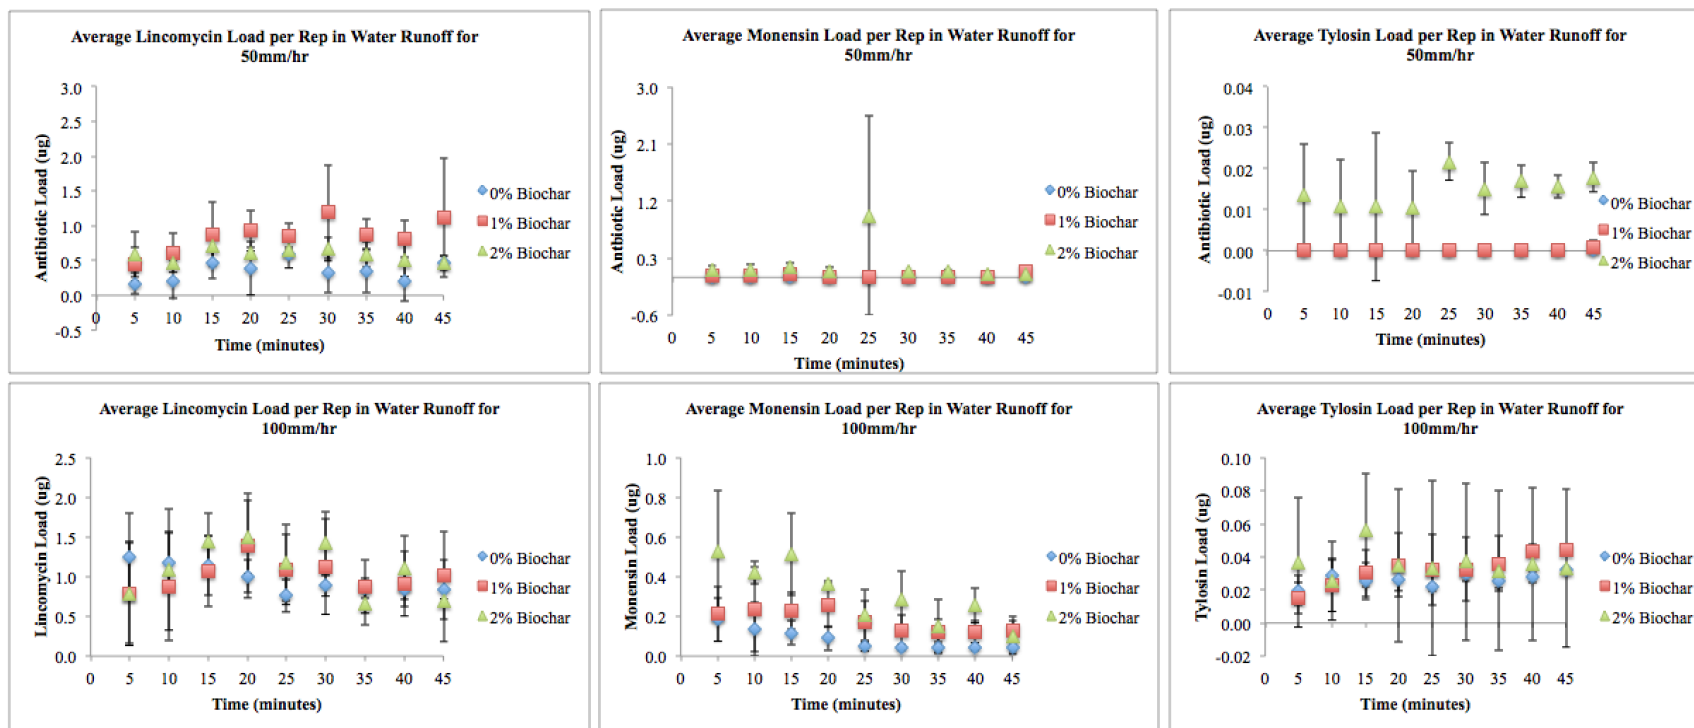 Average Lincomycin Load per Rep in Water Runoff for
50mm/hr
Antibiotic Load (ug)
3.0
2.5
2.0
1.5
1.0
0.5
0.0
-0.5
0 5 10 15 20 25 30 35 40 45
Time (minutes)
0% Biochar
1% Biochar
2% Biochar
Average Monensin Load per Rep in Water Runoff for
50mm/hr
Antbiotic Load (ug)
3.0
2.1
1.2
0.3
-0.6
0 5 10 15 20 25 30 35 40 45
Time (minutes)
0% Biochar
1% Biochar
2% Biochar
Average Tylosin Load per Rep in Water Runoff for
50mm/hr
Antibiotic Load (ug)
0.04
0.03
0.02
0.01
0.00
-0.01
0 5 10 15 20 25 30 35 40 45
Time (minutes)
0% Biochar
1% Biochar
2% Biochar
Average Lincomycin Load per Rep in Water Runoff for
100mm/hr
Lincomycin Load (ug)
2.5
2.0
1.5
1.0
0.5
0.0
0 5 10 15 20 25 30 35 40 45
Time (minutes)
0% Biochar
1% Biochar
2% Biochar
Average Monensin Load per Rep in Water Runoff for
100mm/hr
Monensin Load (ug)
1.0
0.8
0.6
0.4
0.2
0.0
0 5 10 15 20 25 30 35 40 45
Time (minutes)
0% Biochar
1% Biochar
2% Biochar
Average Tylosin Load per Rep in Water Runoff for
100mm/hr
Tylosin Load (ug)
0.10
0.08
0.06
0.04
0.02
0.00
-0.02
0 5 10 15 20 25 30 35 40 45
Time (minutes)
0% Biochar
1% Biochar
2% Biochar